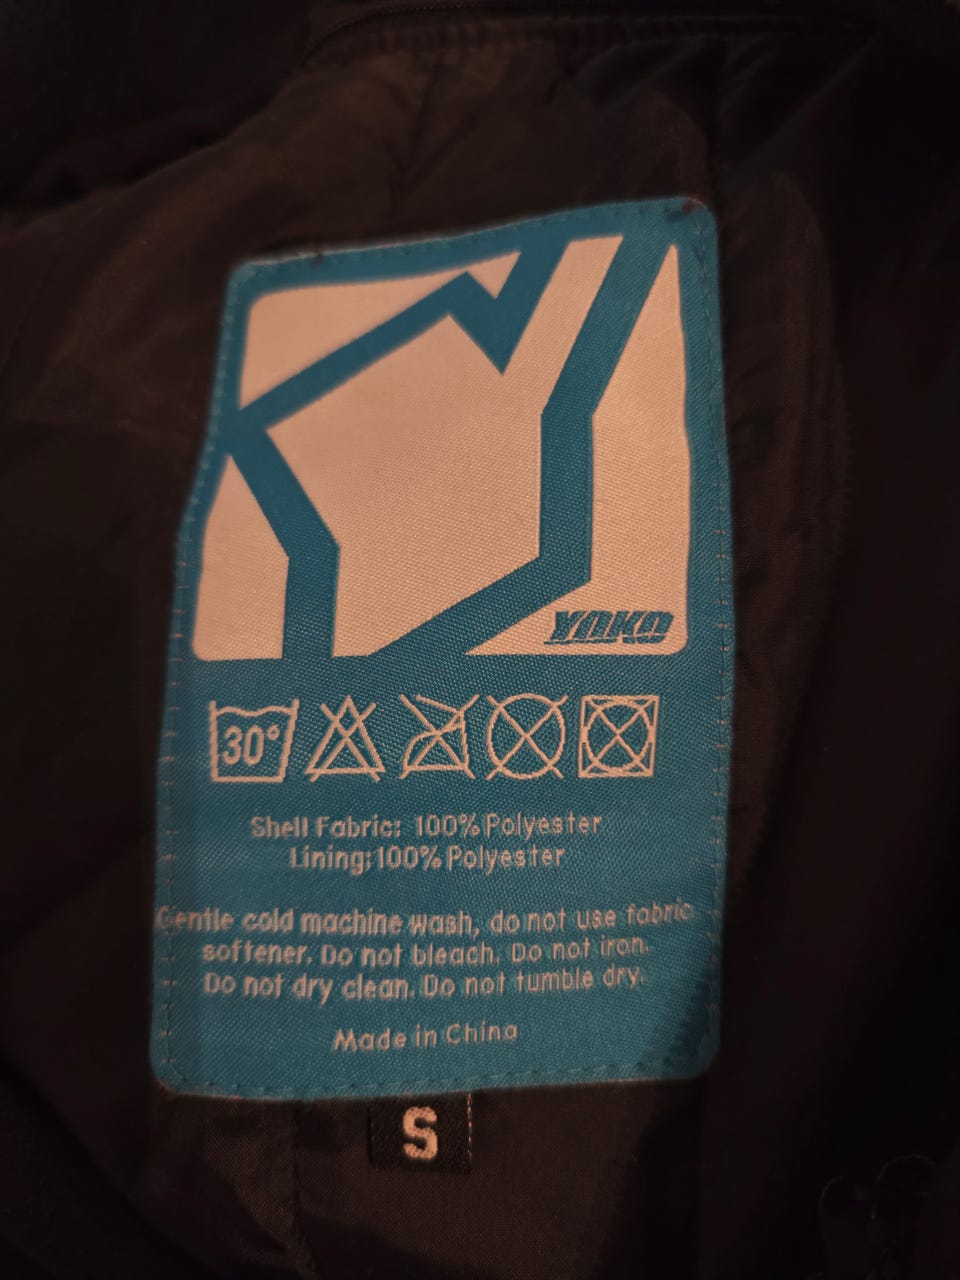 YOKO
30°
Shell Fabric: 100% Polyester
Lining: 100% Polyester
Gentle cold machine wash, do not use fabric
softener. Do not bleach. Do not iron.
Do not dry clean. Do not tumble dry.
Made in China
S